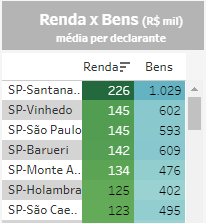 Renda x Bens (R$ mil)
média per declarante
Renda Bens
SP-Santana.. 226 1.029
SP-Vinhedo 145 602
SP-São Paulo 145 593
SP-Barueri 142 609
SP-Monte A.. 134 476
SP-Holambra 125 402
SP-São Cae.. 123 495